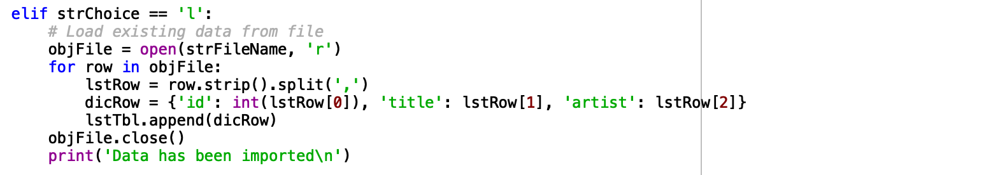 elif strChoice == 'l':
    # Load existing data from file
    objFile = open(strFileName, 'r')
    for row in objFile:
        lstRow = row.strip().split(',')
        dicRow = {'id': int(lstRow[0]), 'title': lstRow[1], 'artist': lstRow[2]}
        lstTbl.append(dicRow)
    objFile.close()
    print('Data has been imported\n')